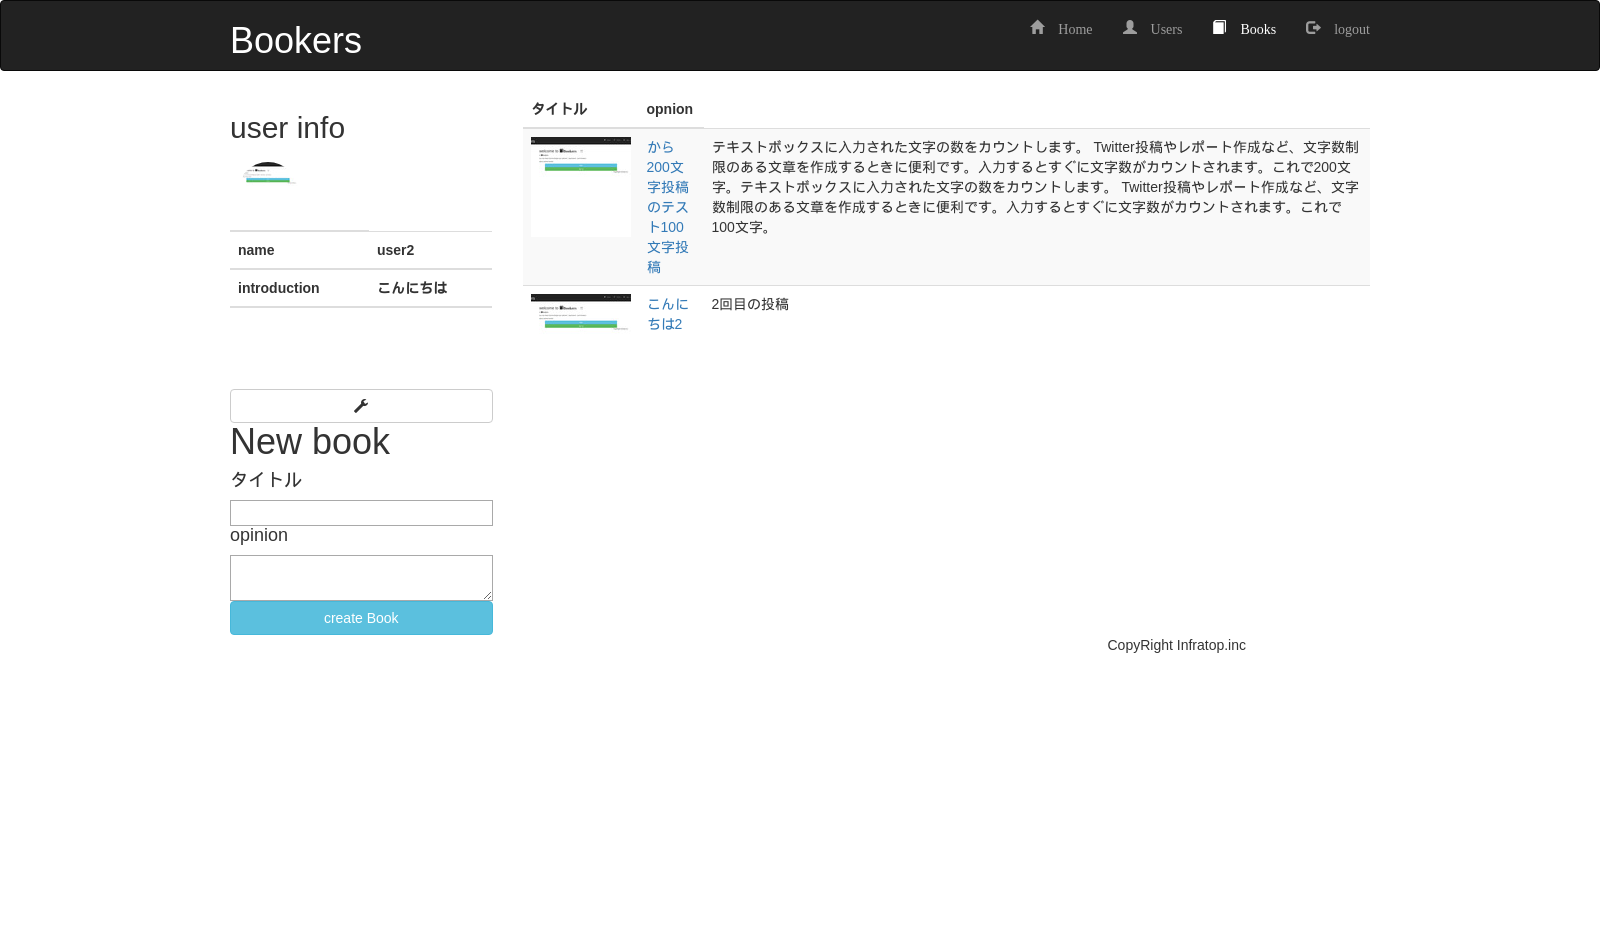 Bookers
Home
Users
Books
logout
user info
name user2
introduction こんにちは
New book
タイトル
opinion
create Book
タイトル opnion
から
200文
字投稿
のテス
ト100
文字投
稿
テキストボックスに入力された文字の数をカウントします。 Twitter投稿やレポート作成など、文字数制
限のある文章を作成するときに便利です。入力するとすぐに文字数がカウントされます。これで200文
字。テキストボックスに入力された文字の数をカウントします。 Twitter投稿やレポート作成など、文字
数制限のある文章を作成するときに便利です。入力するとすぐに文字数がカウントされます。これで
100文字。
こんに
ちは2
2回目の投稿
CopyRight Infratop.inc